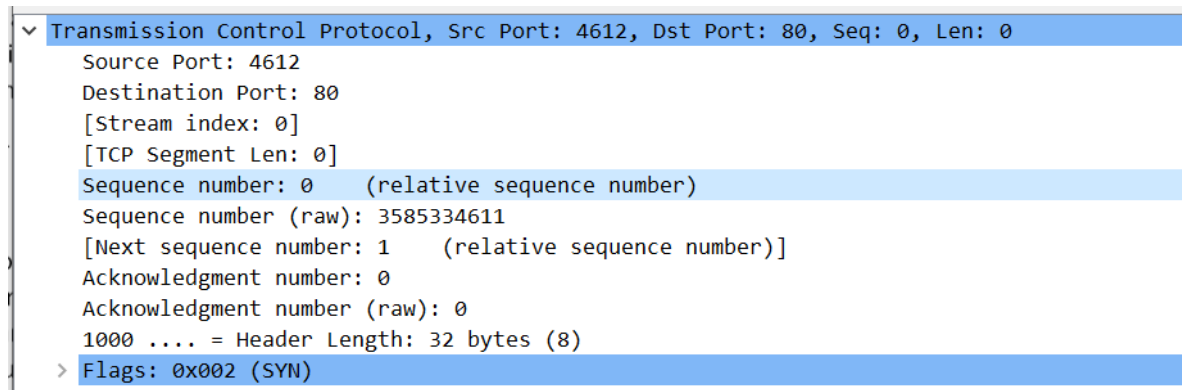 Transmission Control Protocol, Src Port: 4612, Dst Port: 80, Seq: 0, Len: 0
Source Port: 4612
Destination Port: 80
[Stream index: 0]
[TCP Segment Len: 0]
Sequence number: 0    (relative sequence number)
Sequence number (raw): 3585334611
[Next sequence number: 1    (relative sequence number)]
Acknowledgment number: 0
Acknowledgment number (raw): 0
1000 .... = Header Length: 32 bytes (8)
Flags: 0x002 (SYN)